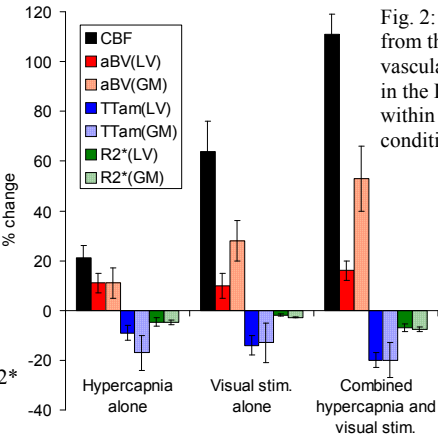 120
100
80
60
40
20
0
-20
-40
% change
CBF
aBV(LV)
aBV(GM)
TTam(LV)
TTam(GM)
R2*(LV)
R2*(GM)
Hypercapnia
alone
Visual stim.
alone
Combined
hypercapnia and
visual stim.
Fig. 2:
from th
vascula
in the
within
conditi
2*